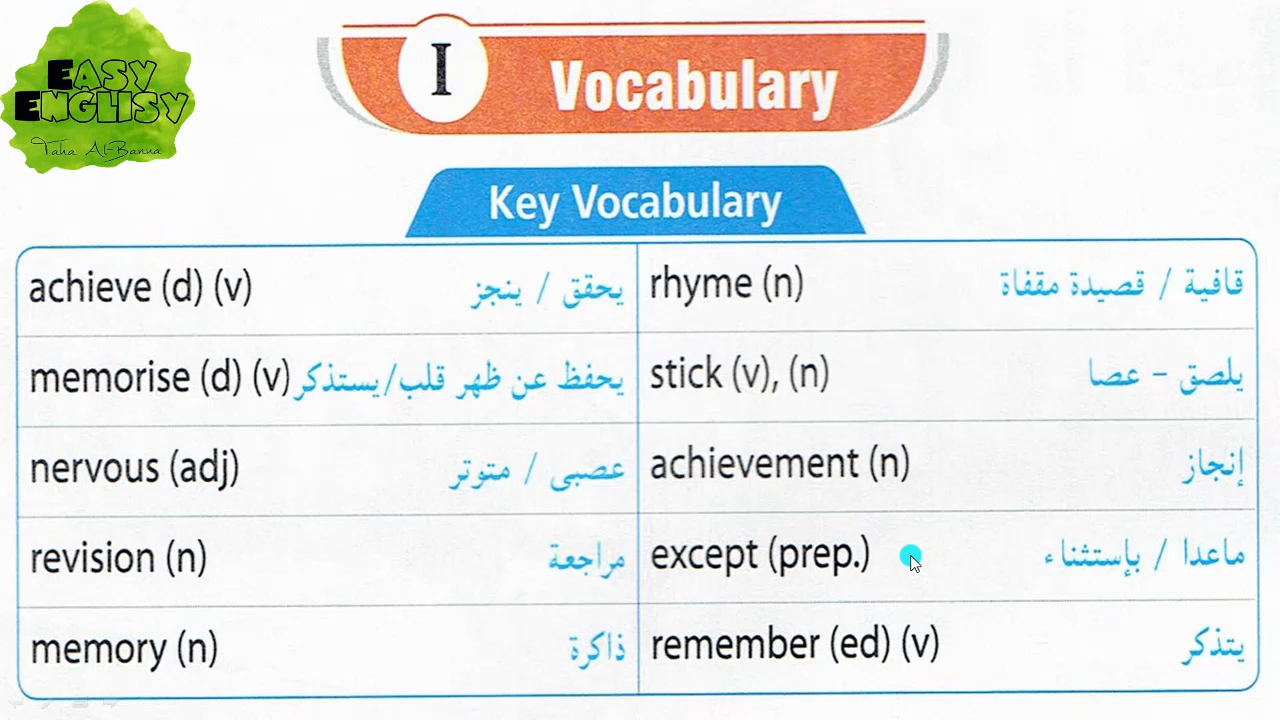 EASY
ENGLISY
Taha Al-Banna
I
Vocabulary
Key Vocabulary
achieve (d) (v) يحقق / ينجز
rhyme (n) قافية / قصيدة مقفاة
memorise (d) (v) يحفظ عن ظهر قلب/يستذكر
stick (v), (n) يلصق - عصا
nervous (adj) عصبى / متوتر
achievement (n) إنجاز
revision (n) مراجعة
except (prep.) ماعدا / بإستثناء
memory (n) ذاكرة
remember (ed) (v) يتذكر